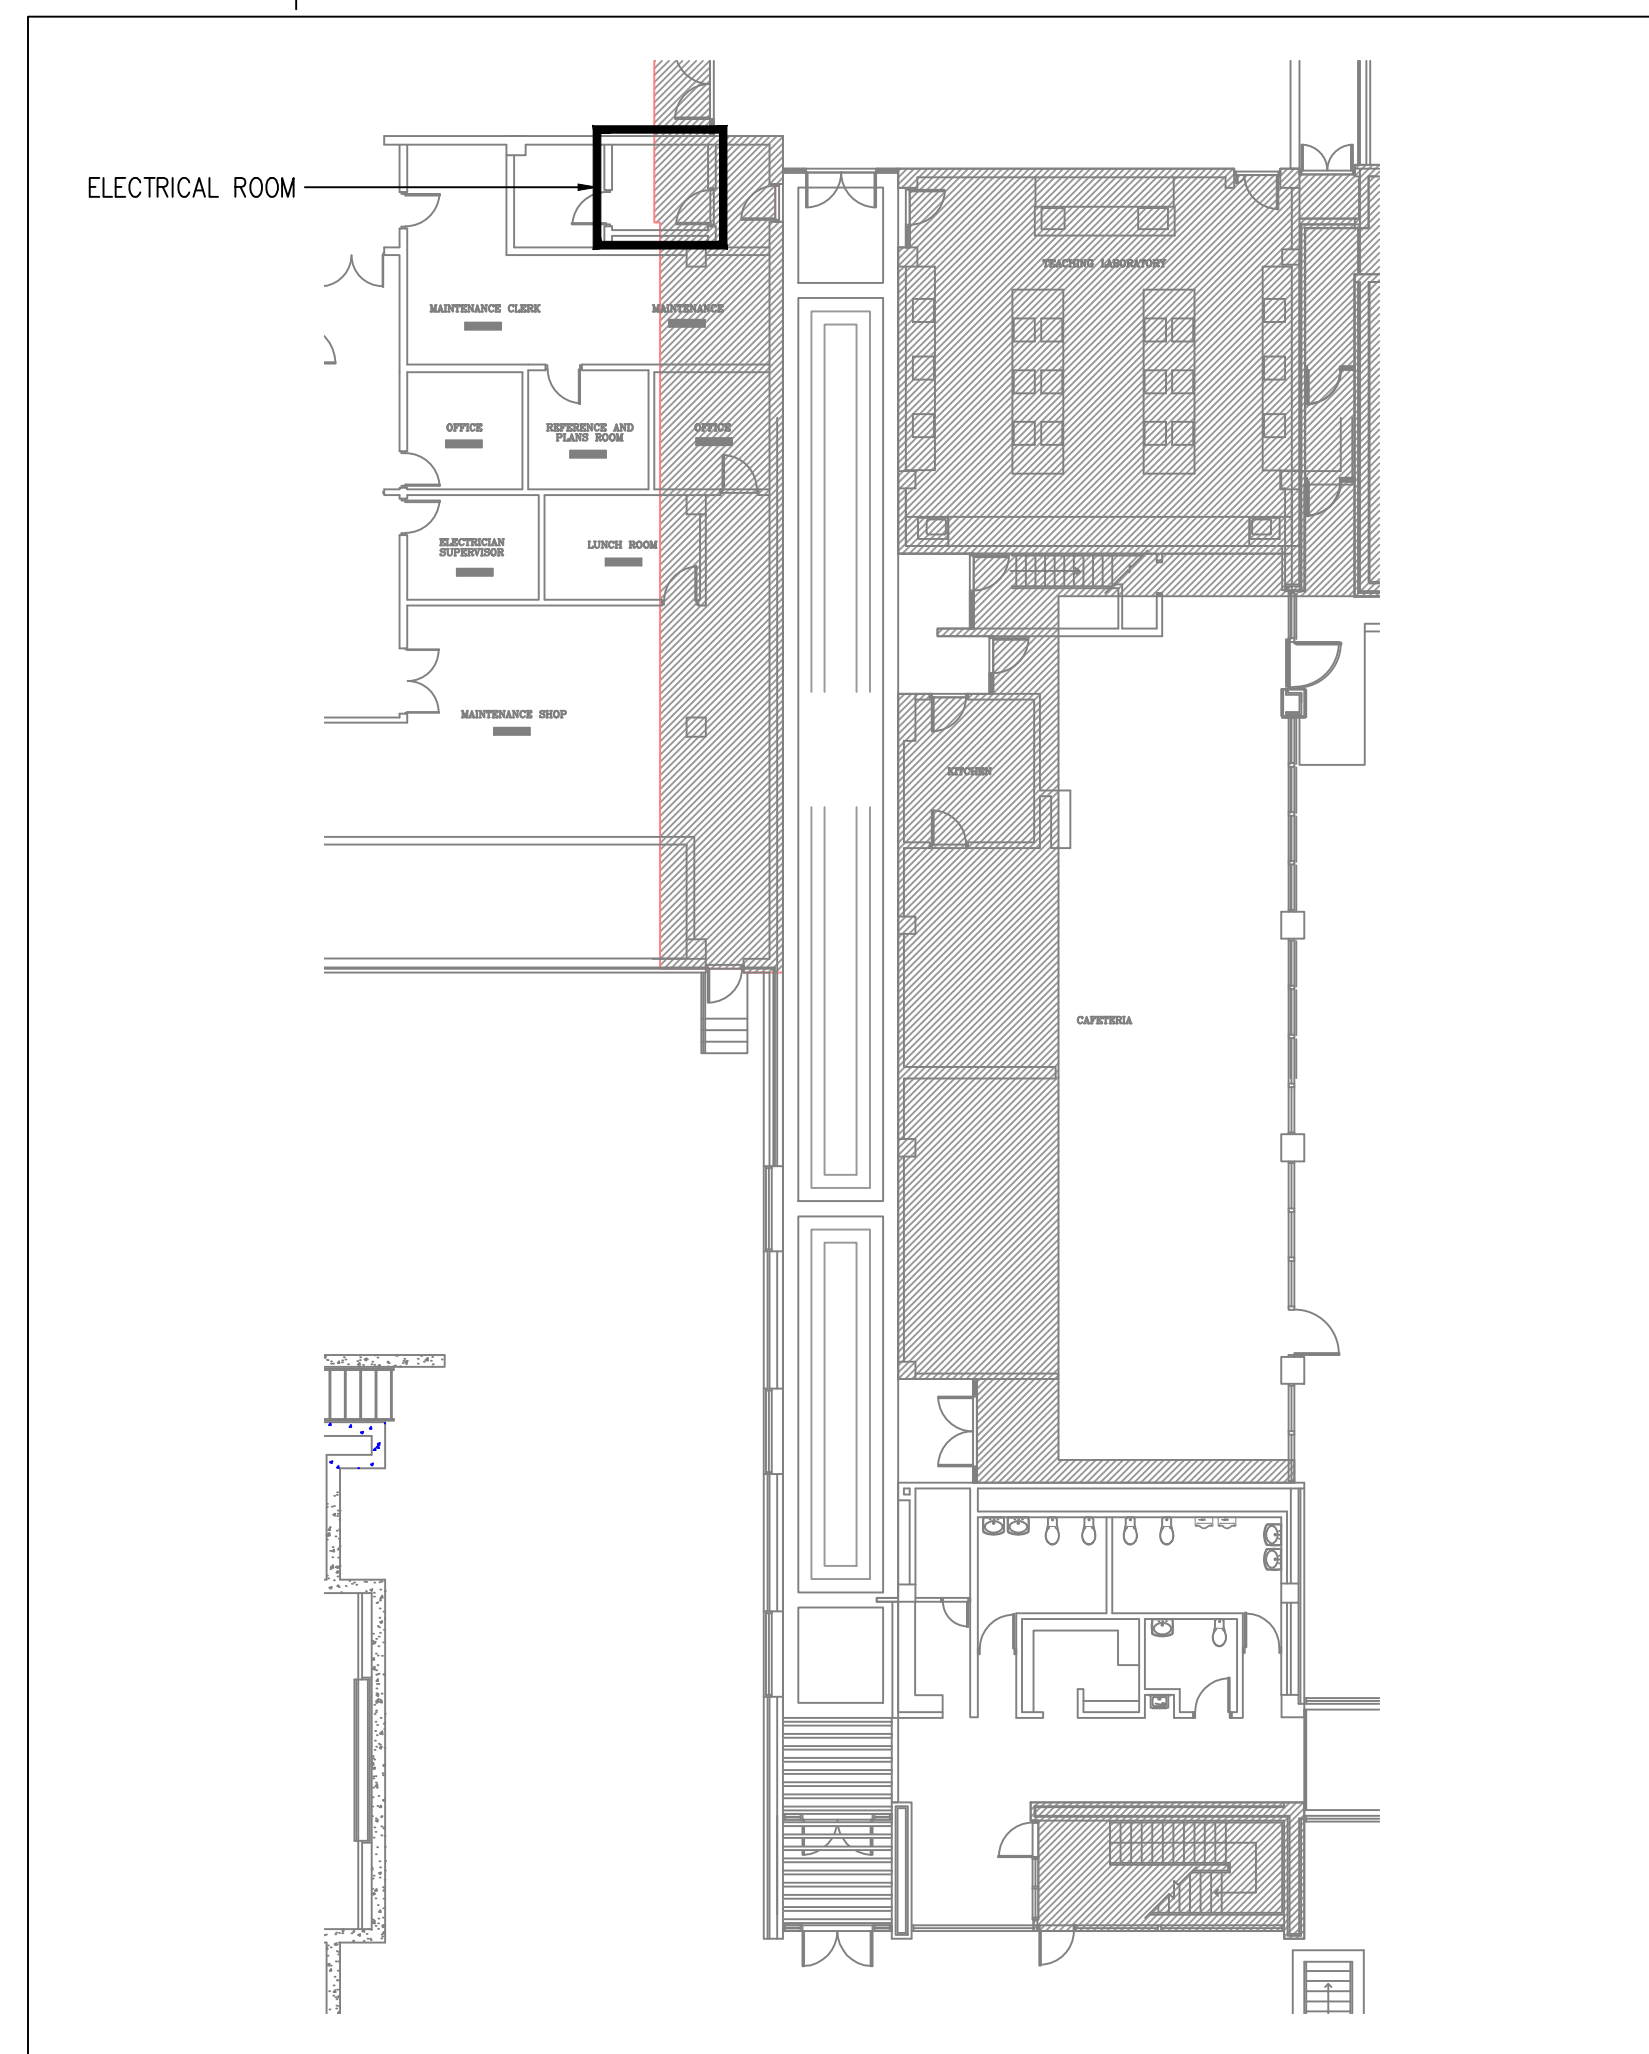 ELECTRICAL ROOM
TEACHING LABORATORY
MAINTENANCE CLERK
MAINTENANCE
OFFICE
REFERENCE AND
PLANS ROOM
OFFICE
ELECTRICIAN
SUPERVISOR
LUNCH ROOM
MAINTENANCE SHOP
KITCHEN
CAFETERIA